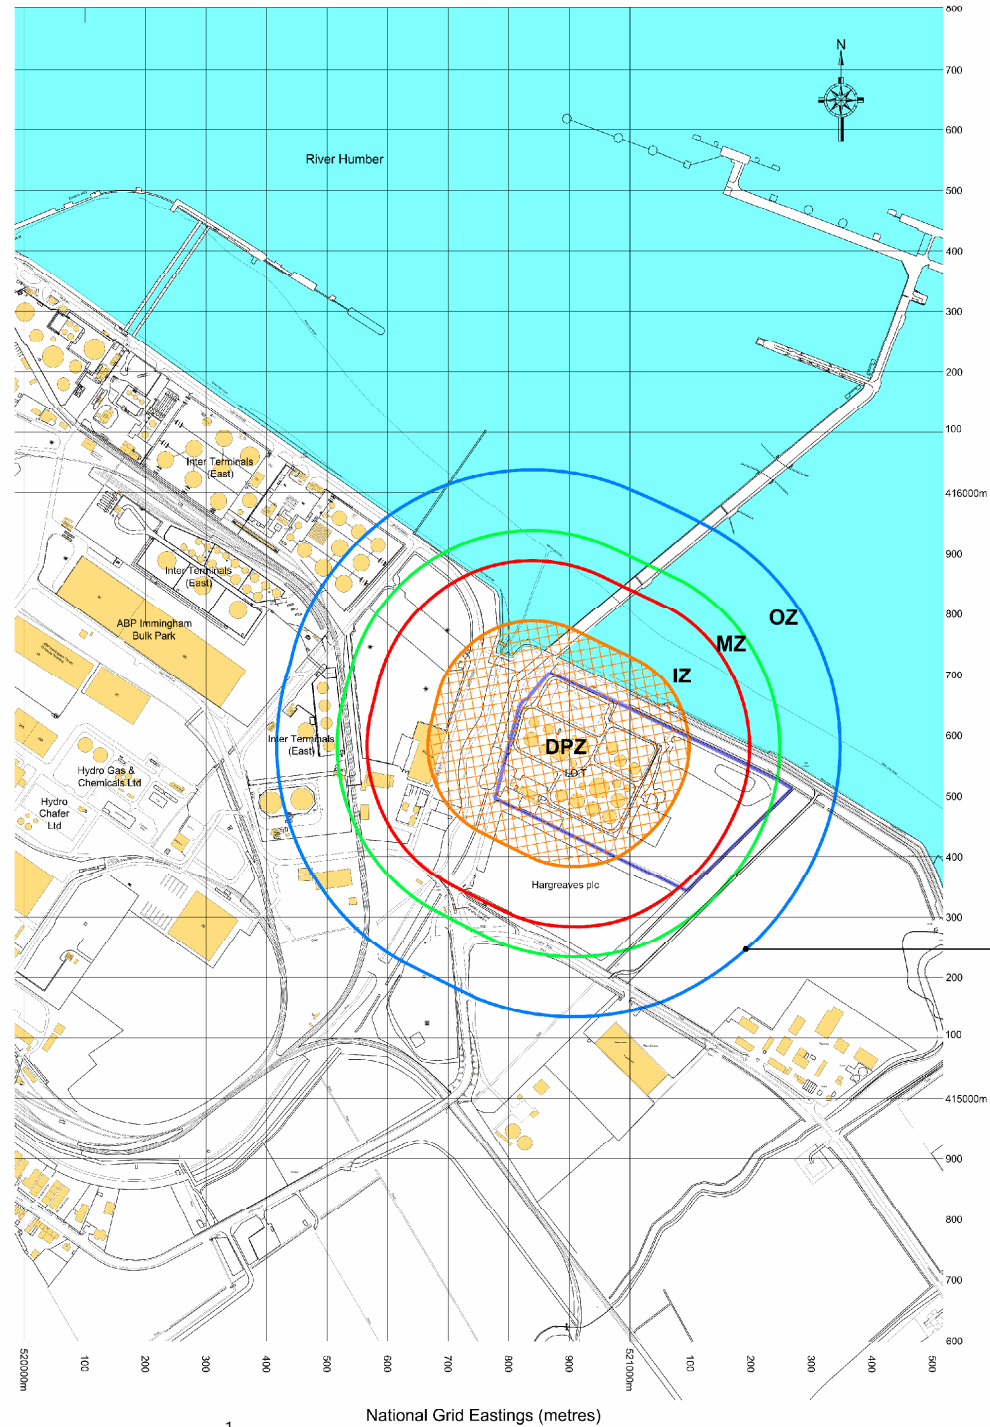 800
N
700
600
River Humber
500
400
300
200
100
Inter Terminals
(East)
416000m
900
Inter Terminals
(East)
800
OZ
ABP Immingham
Bulk Park
MZ
IZ
700
Inter Terminals
(East)
DPZ
600
I.O.T
Hydro Gas &
Chemicals Ltd
500
Hydro
Chafer
Ltd
400
Hargreaves plc
300
200
100
415000m
900
800
700
600
520000m
100
200
300
400
500
600
700
800
900
521000m
100
200
300
400
500
National Grid Eastings (metres)
1